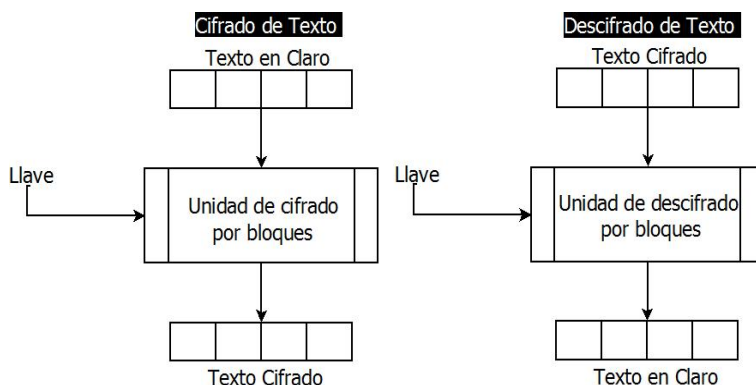 Cifrado de Texto
Texto en Claro
Llave
Unidad de cifrado
por bloques
Texto Cifrado
Descifrado de Texto
Texto Cifrado
Llave
Unidad de descifrado
por bloques
Texto en Claro